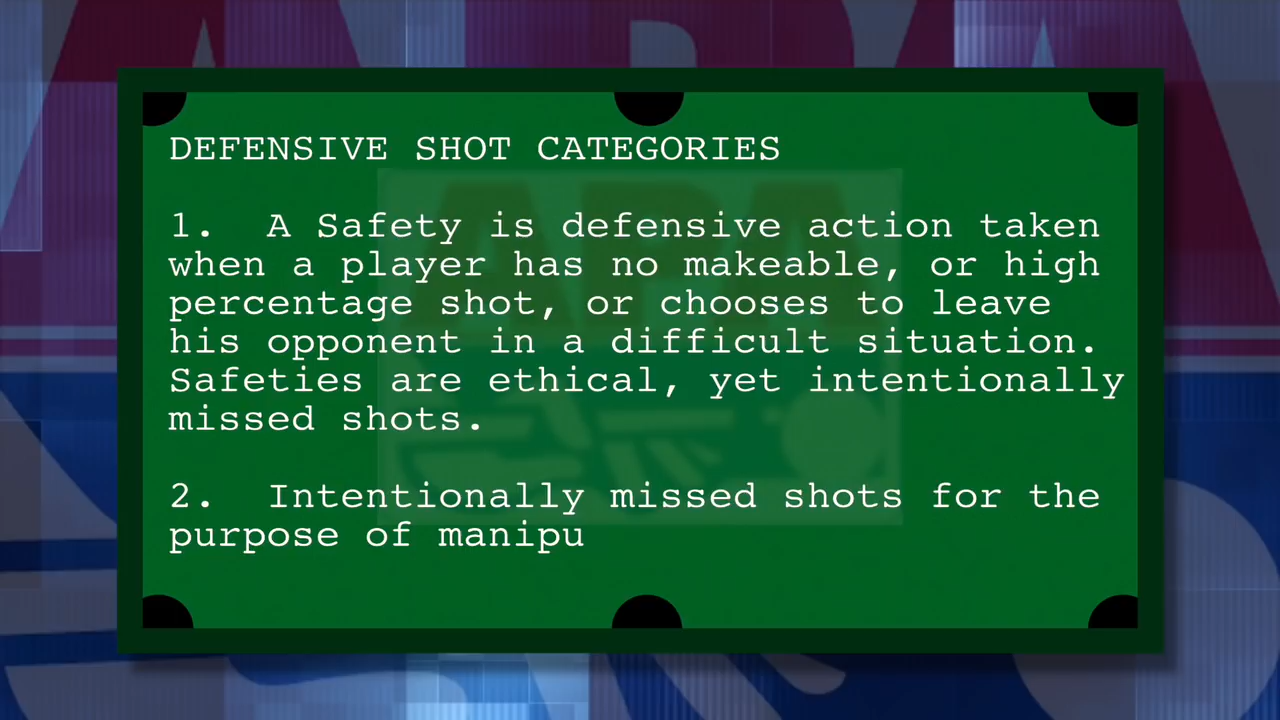 APA
DEFENSIVE SHOT CATEGORIES
1. A Safety is defensive action taken
when a player has no makeable, or high
percentage shot, or chooses to leave
his opponent in a difficult situation.
Safeties are ethical, yet intentionally
missed shots.
2. Intentionally missed shots for the
purpose of manipu
APA